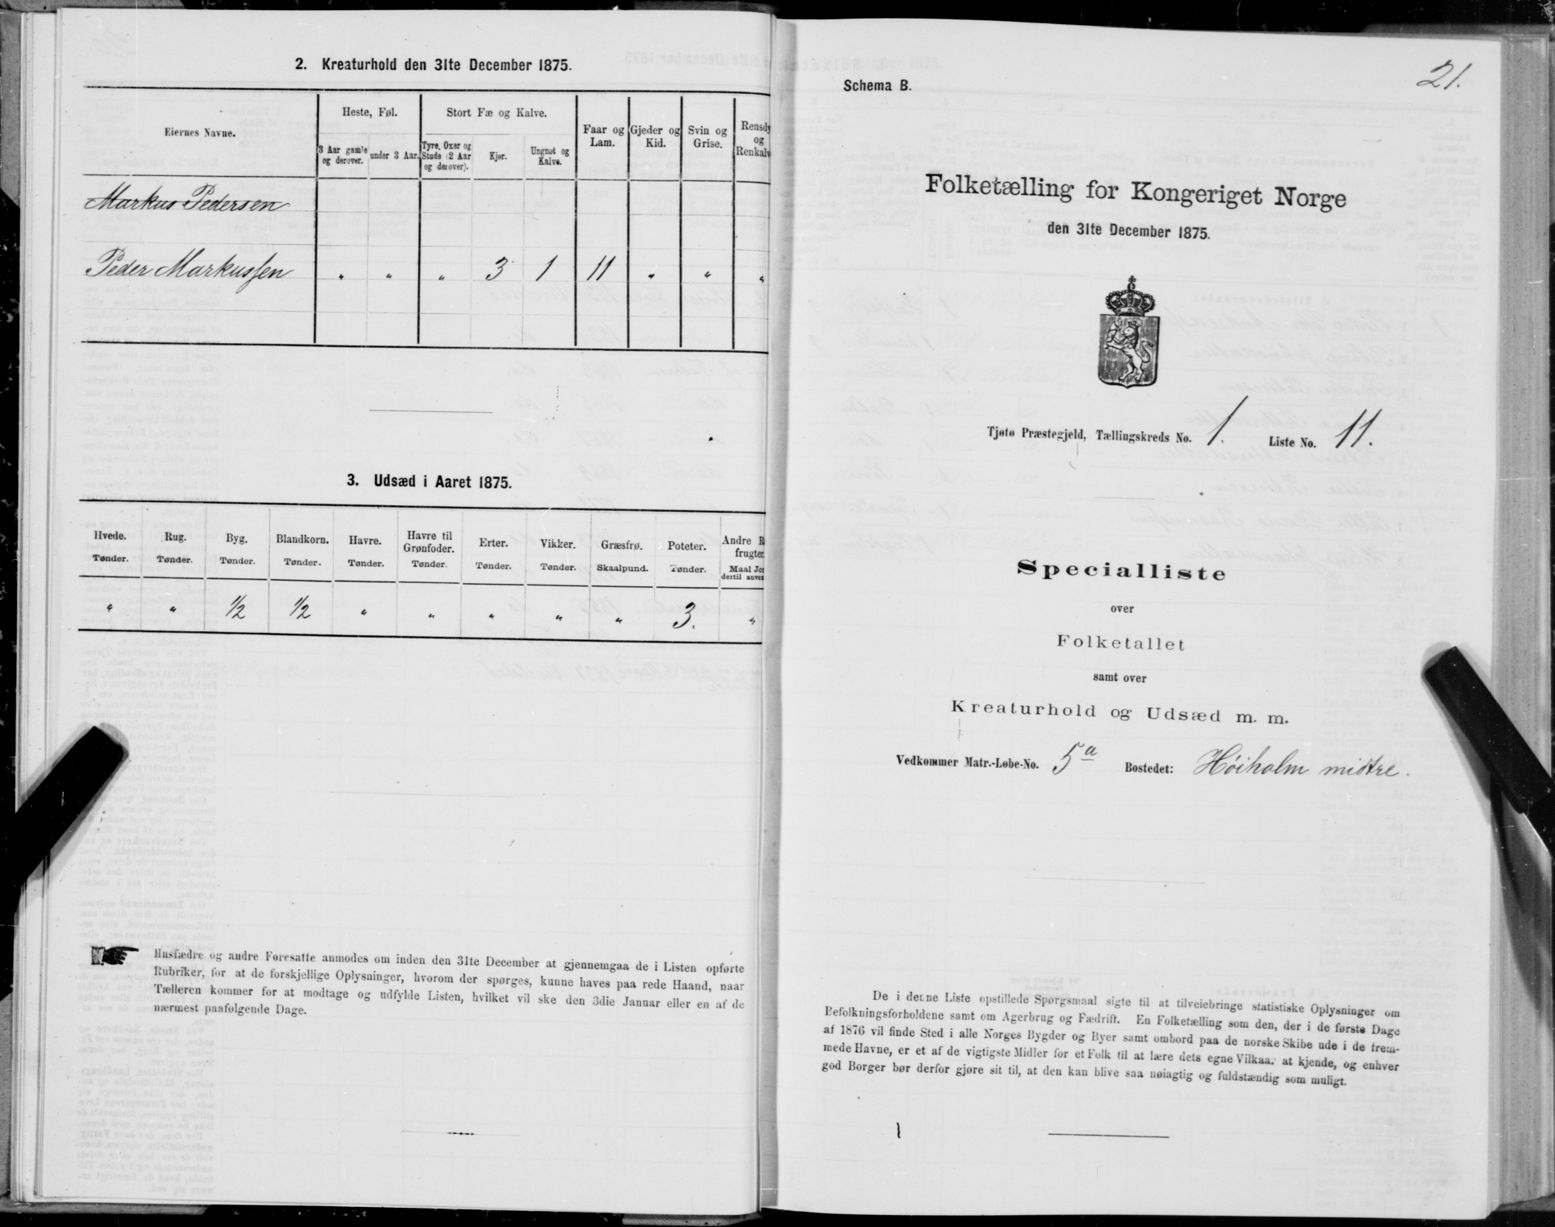 2. Kreaturhold den 31te December 1875.
Eiernes Navne.
Heste, Føl.
Stort Fæ og Kalve.
Faar og Lam.
Gjeder og Kid.
Svin og Grise.
Rensdy og Renkalv
3 Aar gamle og derover.
under 3 Aar.
Tyre, Oxer og Stude (2 Aar og derover).
Kjør.
Ungnøt og Kalve.
Markus Pedersen
Peder Markussen " " " 3 1 11 " " "
3. Udsæd i Aaret 1875.
Hvede. Rug. Byg. Blandkorn. Havre. Havre til Grønfoder. Erter. Vikker. Græsfrø. Poteter. Andre R frugter
Tønder. Tønder. Tønder. Tønder. Tønder. Tønder. Tønder. Tønder. Skaalpund. Tønder. Maal Jor dertil anven
" " ½ ½ " " " " " 3. "
Husfædre og andre Foresatte anmodes om inden den 31te December at gjennemgaa de i Listen opførte
Rubriker, for at de forskjellige Oplysninger, hvorom der spørges, kunne haves paa rede Haand, naar
Tælleren kommer for at modtage og udfylde Listen, hvilket vil ske den 3die Januar eller en af de
nærmest paafølgende Dage.
21.
Schema B.
Folketælling for Kongeriget Norge
den 31te December 1875.
Tjøtø Præstegjeld, Tællingskreds No. 1. Liste No. 11.
Specialliste
over
Folketallet
samt over
Kreaturhold og Udsæd m. m.
Vedkommer Matr.-Løbe-No. 5a Bostedet: Höiholm midtre.
De i denne Liste opstillede Spørgsmaal sigte til at tilveiebringe statistiske Oplysninger om
Befolkningsforholdene samt om Agerbrug og Fædrift. En Folketælling som den, der i de første Dage
af 1876 vil finde Sted i alle Norges Bygder og Byer samt ombord paa de norske Skibe ude i de frem-
mede Havne, er et af de vigtigste Midler for et Folk til at lære dets egne Vilkaar at kjende, og enhver
god Borger bør derfor gjøre sit til, at den kan blive saa nøiagtig og fuldstændig som muligt.